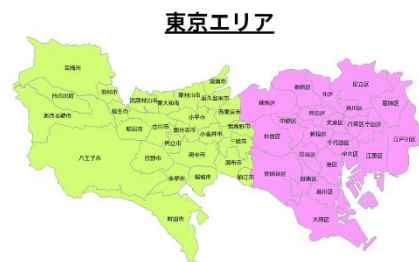 東京エリア
清瀬市
足立区
青梅市
板橋区
北区
葛飾区
羽村市
東村山市
東久留米市
練馬区
荒川区
日の出町
武蔵村山市
東大和市
西東京市
豊島区
文京区
台東区
墨田区
福生市
小平市
中野区
江戸川区
あきる野市
立川市
武蔵野市
新宿区
昭島市
国分寺市
小金井市
杉並区
千代田区
三鷹市
国立市
中央区
江東区
八王子市
日野市
府中市
渋谷区
港区
調布市
多摩市
稲城市
狛江市
世田谷区
目黒区
品川区
町田市
大田区